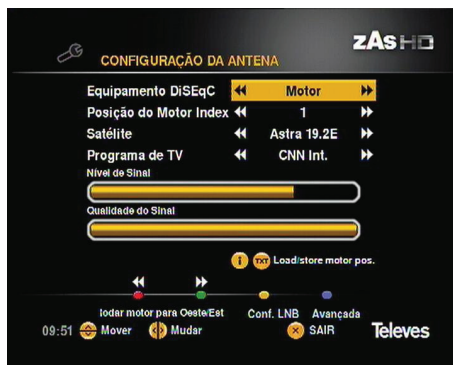 zAs HD
CONFIGURAÇÃO DA ANTENA
Equipamento DiSEqC Motor
Posição do Motor Index 1
Satélite Astra 19.2E
Programa de TV CNN Int.
Nível de Sinal
Qualidade do Sinal
i TXT Load/store motor pos.
lodar motor para Oeste/Est Conf. LNB Avançada
09:51 Mover Mudar SAIR Televes